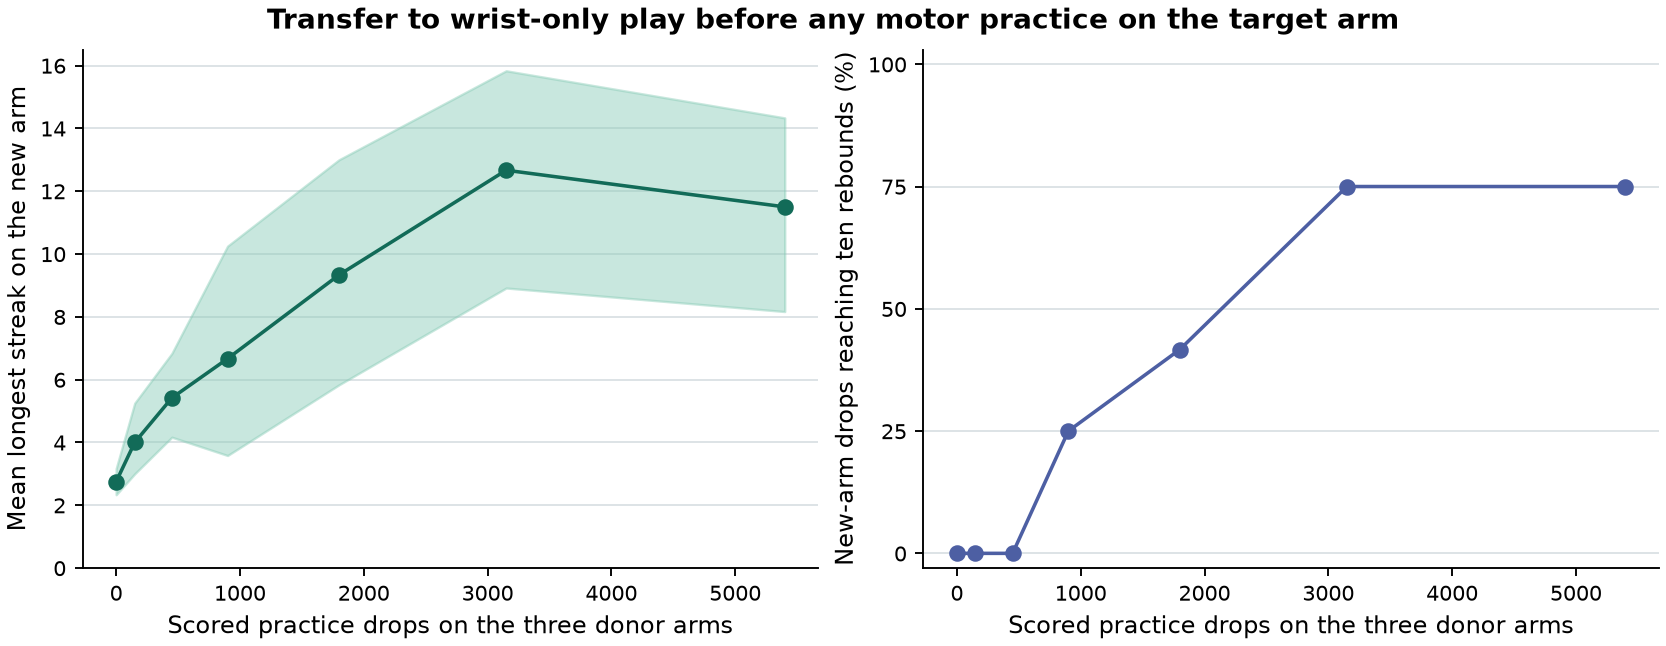 Transfer to wrist-only play before any motor practice on the target arm
Mean longest streak on the new arm
16
14
12
10
8
6
4
2
0
0 1000 2000 3000 4000 5000
Scored practice drops on the three donor arms
New-arm drops reaching ten rebounds (%)
100
75
50
25
0
0 1000 2000 3000 4000 5000
Scored practice drops on the three donor arms